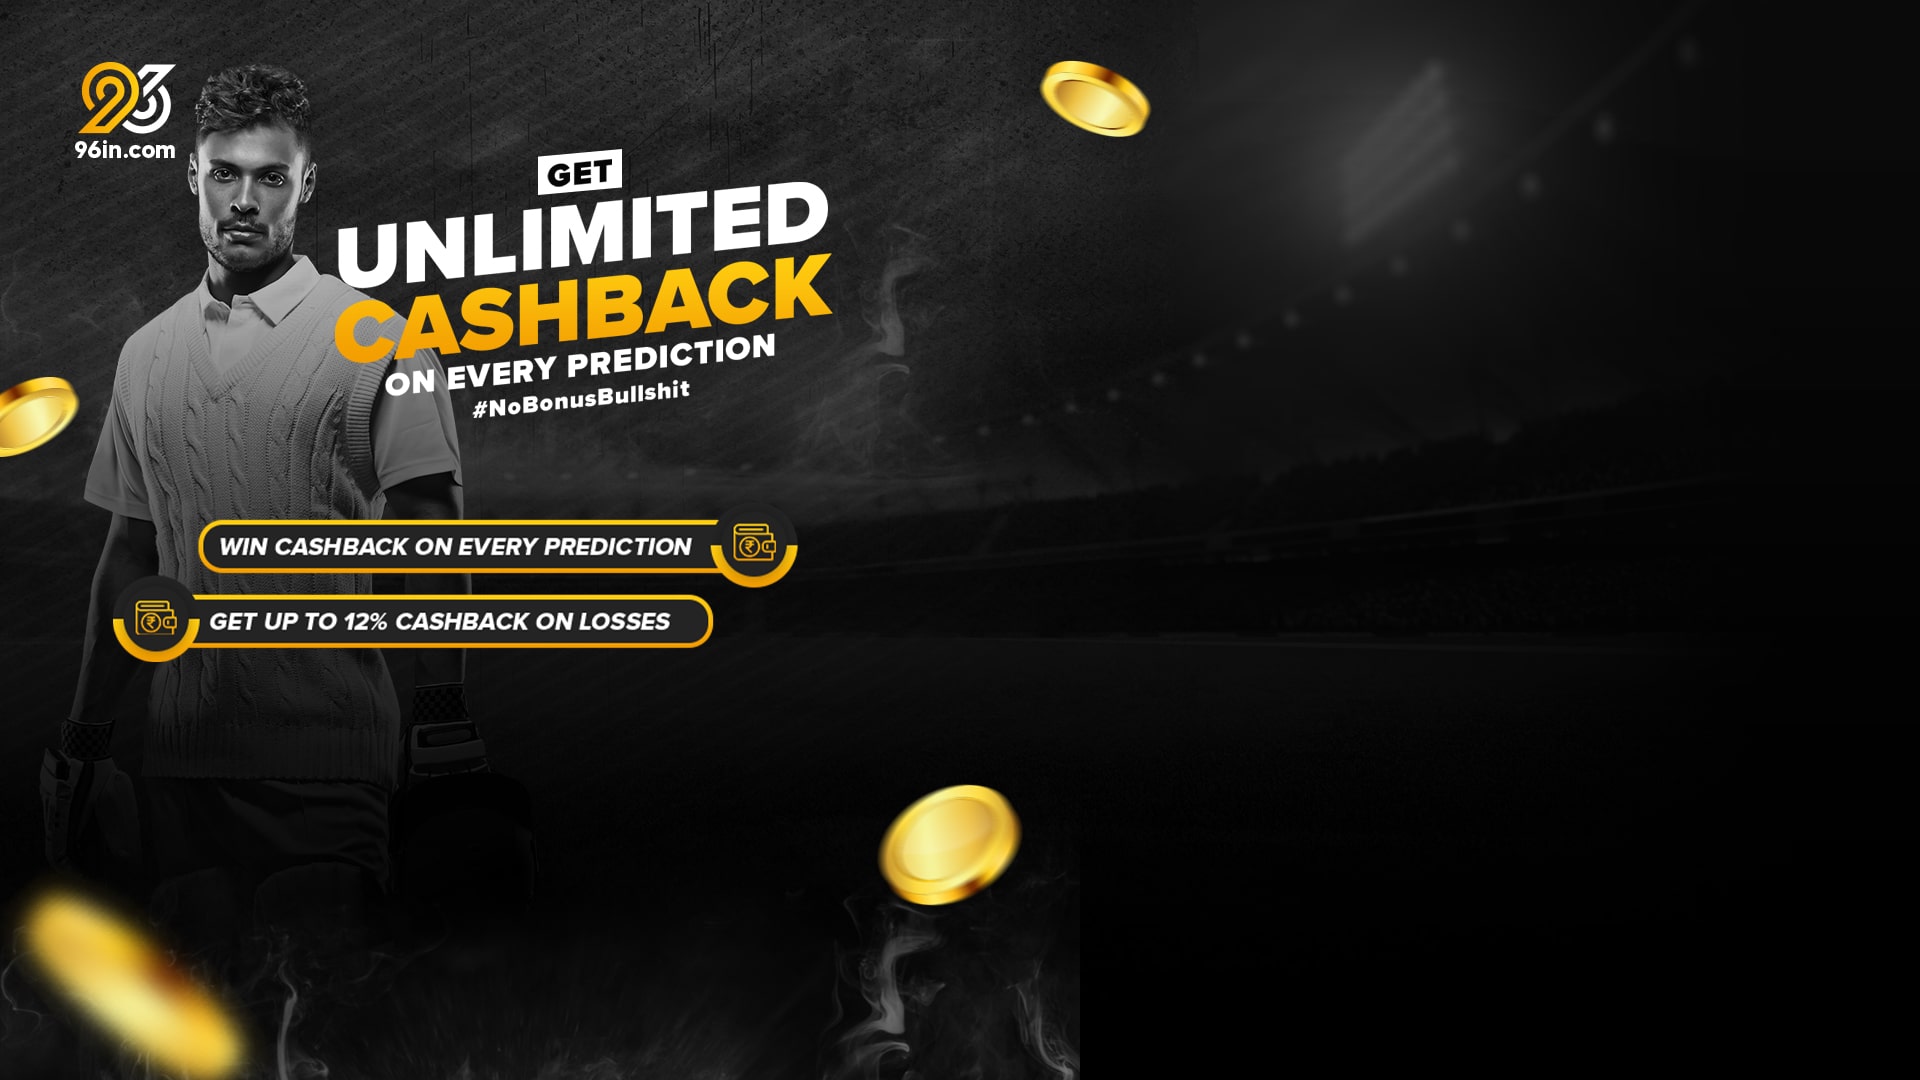 96
96in.com
GET
UNLIMITED
CASHBACK
ON EVERY PREDICTION
#NoBonusBullshit
WIN CASHBACK ON EVERY PREDICTION
GET UP TO 12% CASHBACK ON LOSSES